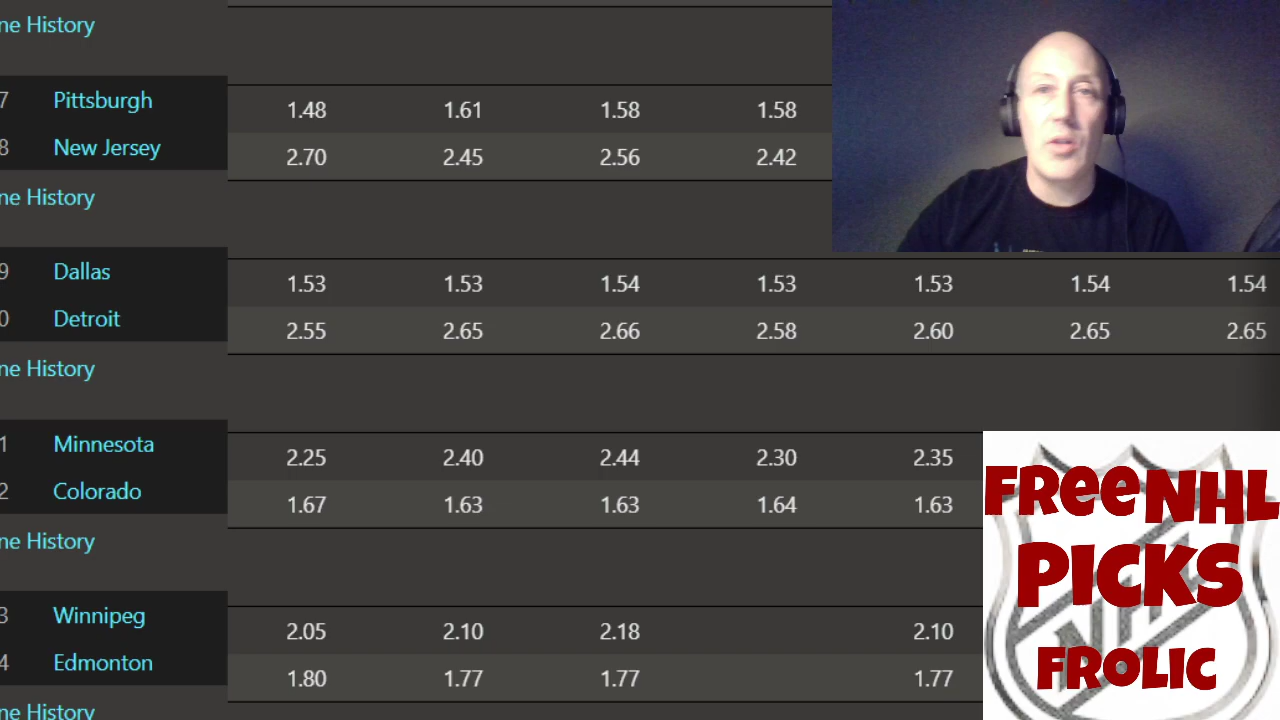 ne History
7 Pittsburgh 1.48 1.61 1.58 1.58
8 New Jersey 2.70 2.45 2.56 2.42
ne History
9 Dallas 1.53 1.53 1.54 1.53 1.53 1.54 1.54
0 Detroit 2.55 2.65 2.66 2.58 2.60 2.65 2.65
ne History
1 Minnesota 2.25 2.40 2.44 2.30 2.35
2 Colorado 1.67 1.63 1.63 1.64 1.63
ne History
3 Winnipeg 2.05 2.10 2.18 2.10
4 Edmonton 1.80 1.77 1.77 1.77
ne History
FREE NHL
PICKS
FROLIC
NHL